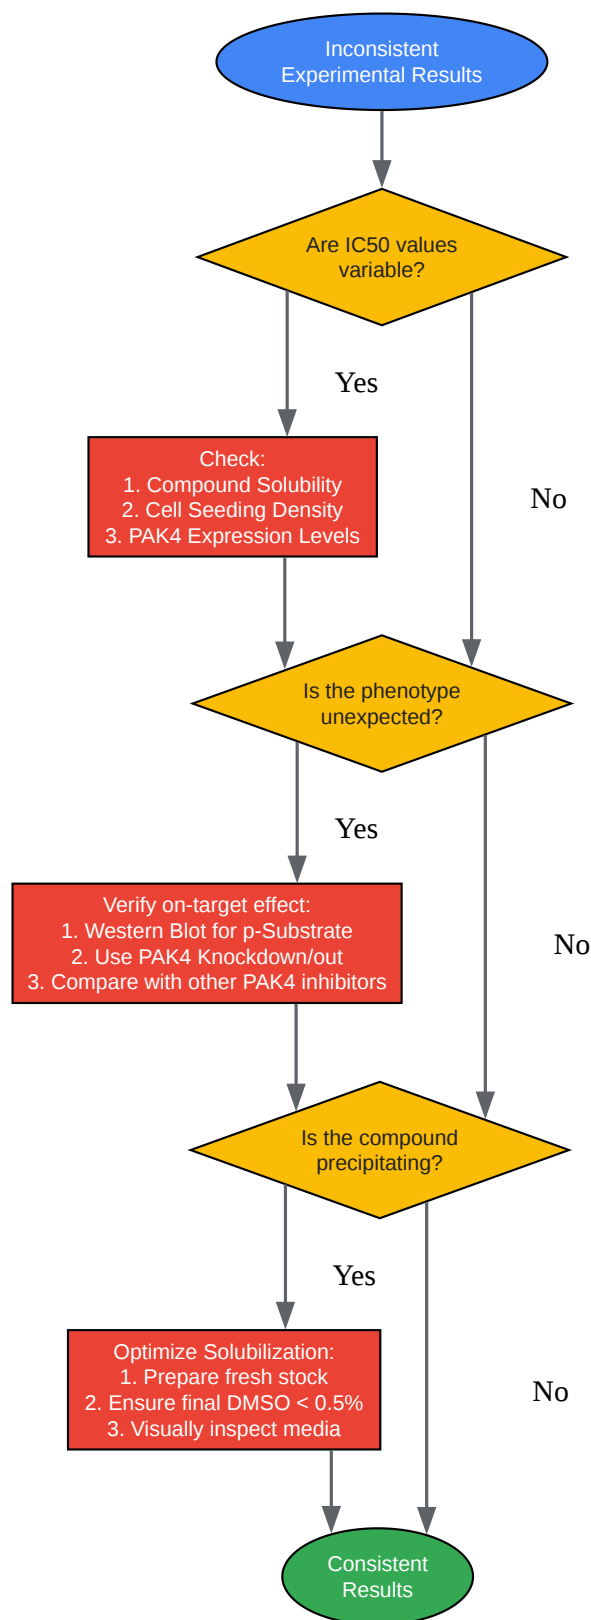 Inconsistent
Experimental Results
Are IC50 values
variable?
Yes
Check:
1. Compound Solubility
2. Cell Seeding Density
3. PAK4 Expression Levels
No
Is the phenotype
unexpected?
Yes
Verify on-target effect:
1. Western Blot for p-Substrate
2. Use PAK4 Knockdown/out
3. Compare with other PAK4 inhibitors
No
Is the compound
precipitating?
Yes
Optimize Solubilization:
1. Prepare fresh stock
2. Ensure final DMSO < 0.5%
3. Visually inspect media
No
Consistent
Results